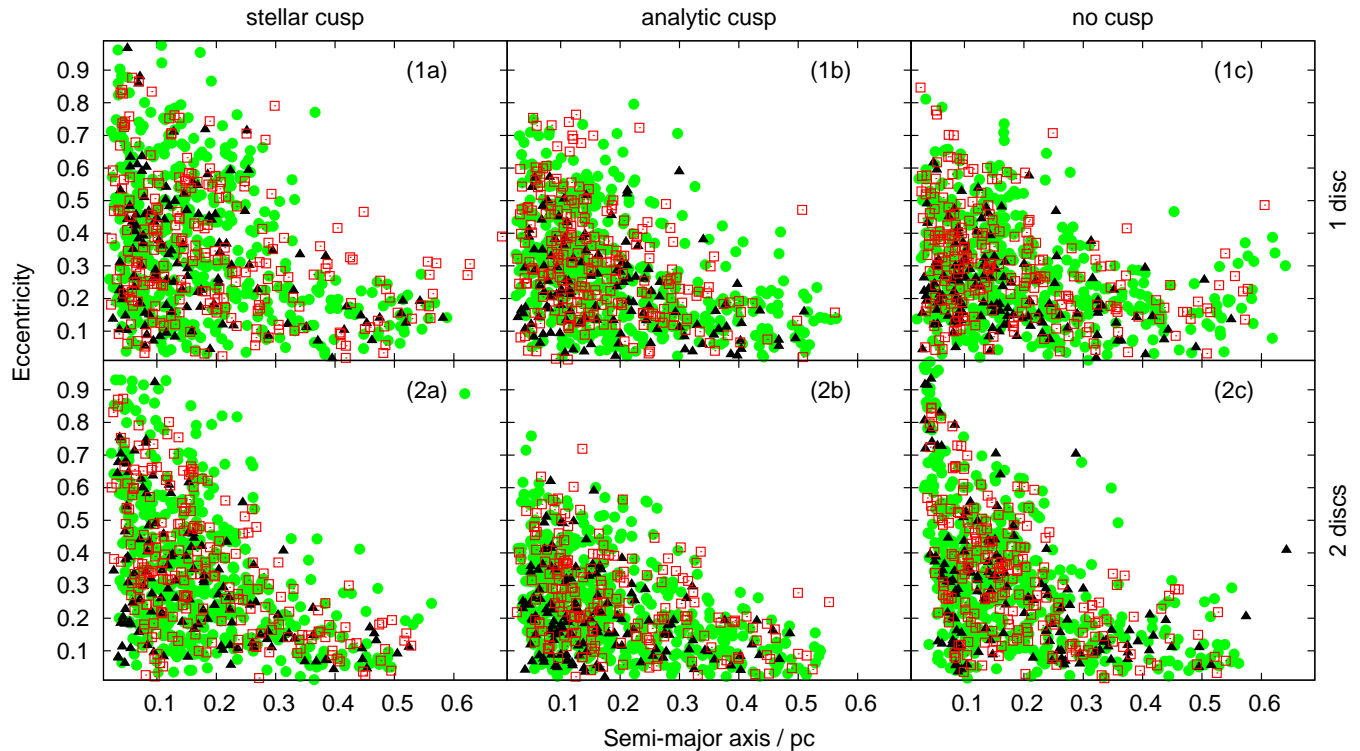 stellar cusp analytic cusp no cusp
0.9 (1a) (1b) (1c)
0.8
0.7
0.6
0.5
0.4
0.3
0.2
0.1
Eccentricity
1 disc
0.9 (2a) (2b) (2c)
0.8
0.7
0.6
0.5
0.4
0.3
0.2
0.1
2 discs
0.1 0.2 0.3 0.4 0.5 0.6 0.1 0.2 0.3 0.4 0.5 0.6 0.1 0.2 0.3 0.4 0.5 0.6
Semi-major axis / pc